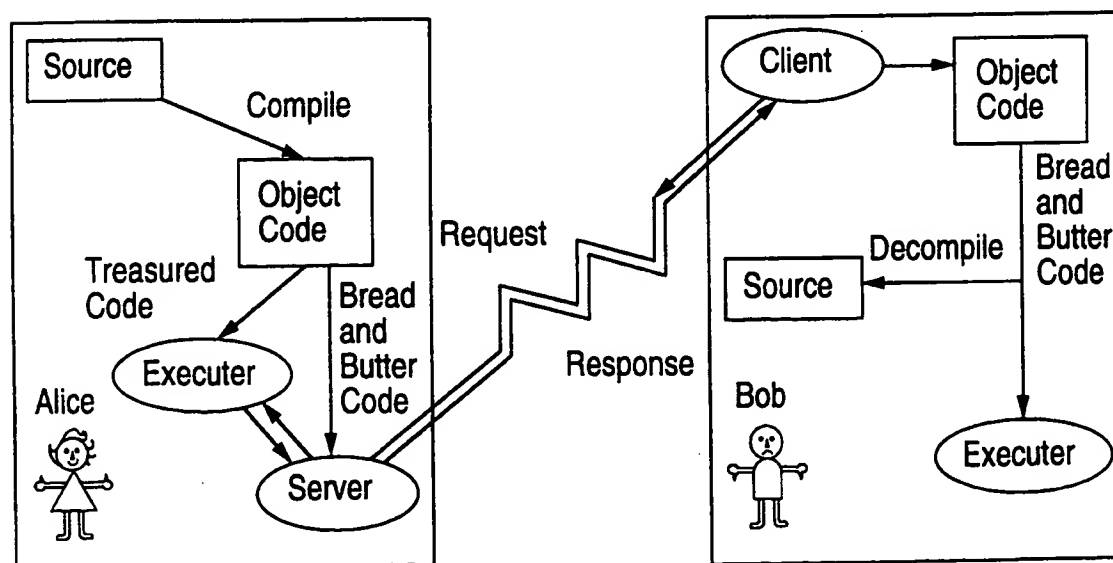 Source
Compile
Object
Code
Treasured
Code
Bread
and
Butter
Code
Executer
Alice
Server
Request
Response
Client
Object
Code
Bread
and
Butter
Code
Decompile
Source
Bob
Executer